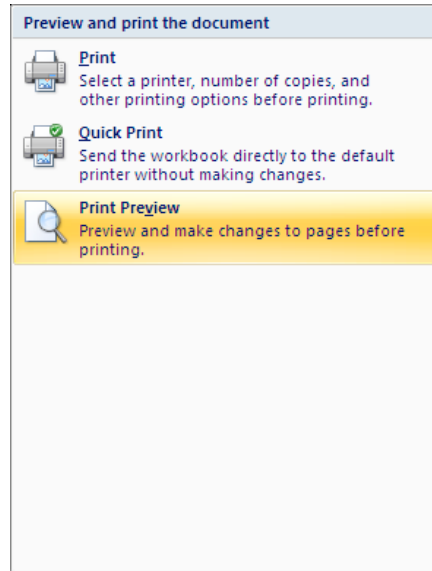 Preview and print the document
Print
Select a printer, number of copies, and
other printing options before printing.
Quick Print
Send the workbook directly to the default
printer without making changes.
Print Preview
Preview and make changes to pages before
printing.